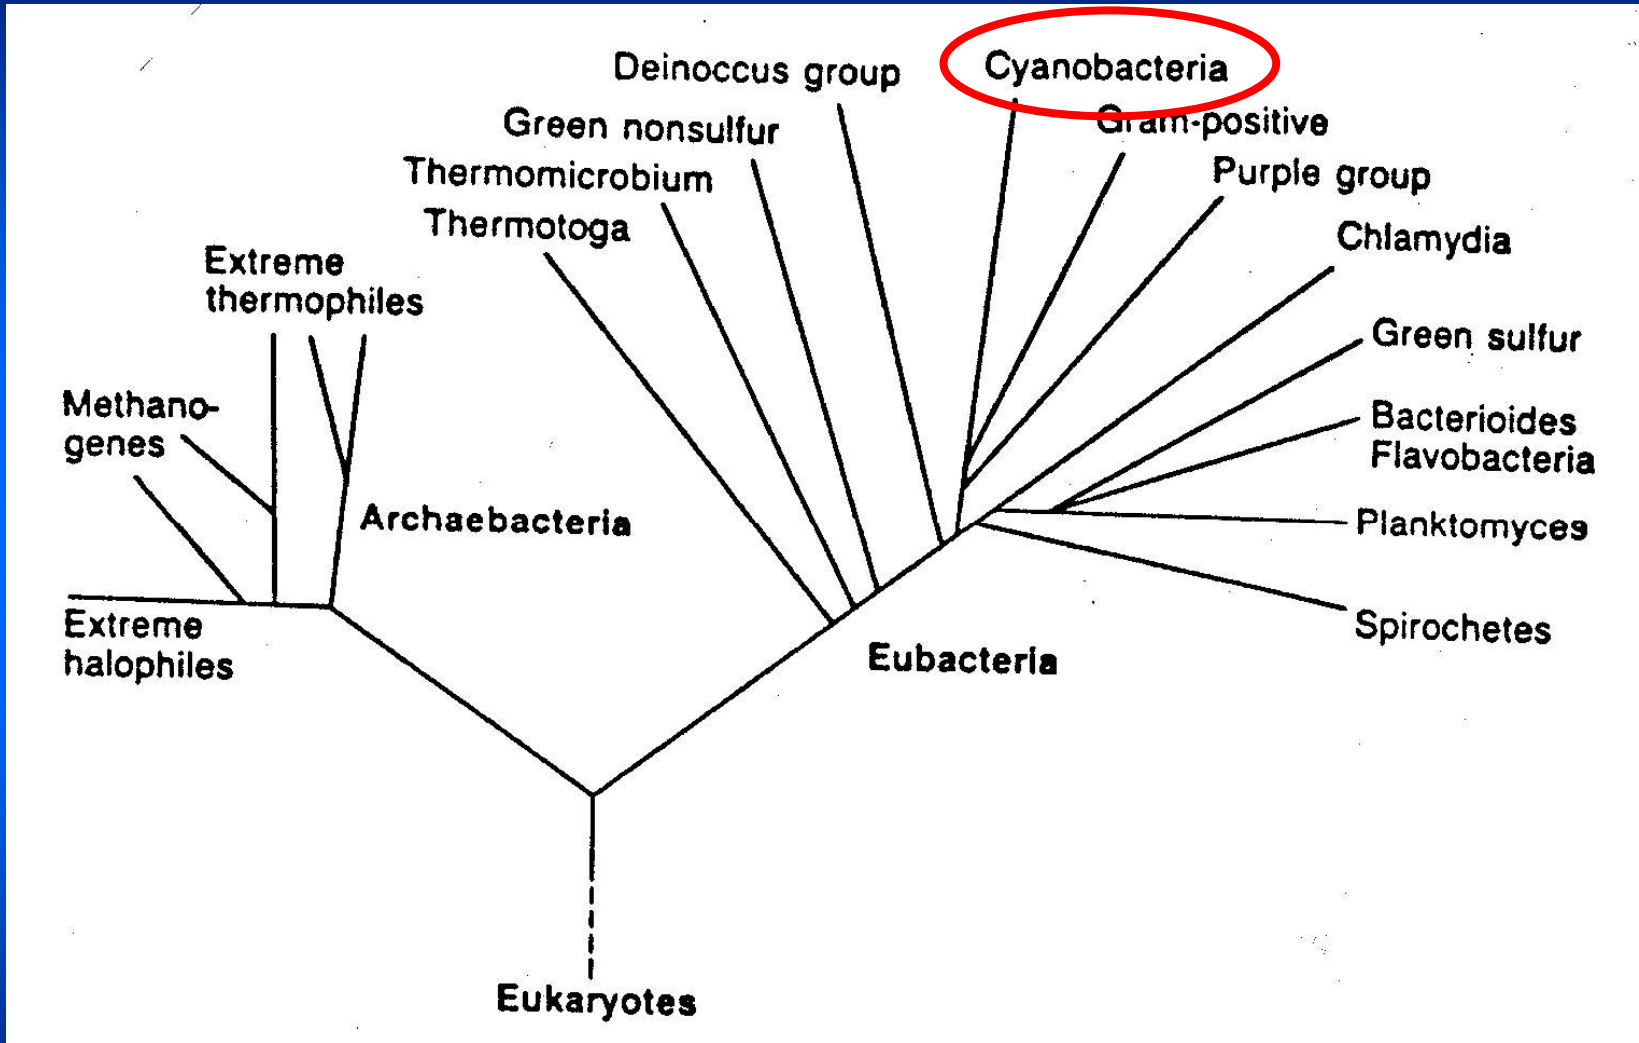 Deinoccus group
Cyanobacteria
Green nonsulfur
Gram-positive
Thermomicrobium
Purple group
Thermotoga
Chlamydia
Extreme
thermophiles
Green sulfur
Methano-
genes
Bacterioides
Flavobacteria
Archaebacteria
Planktomyces
Extreme
halophiles
Spirochetes
Eubacteria
Eukaryotes